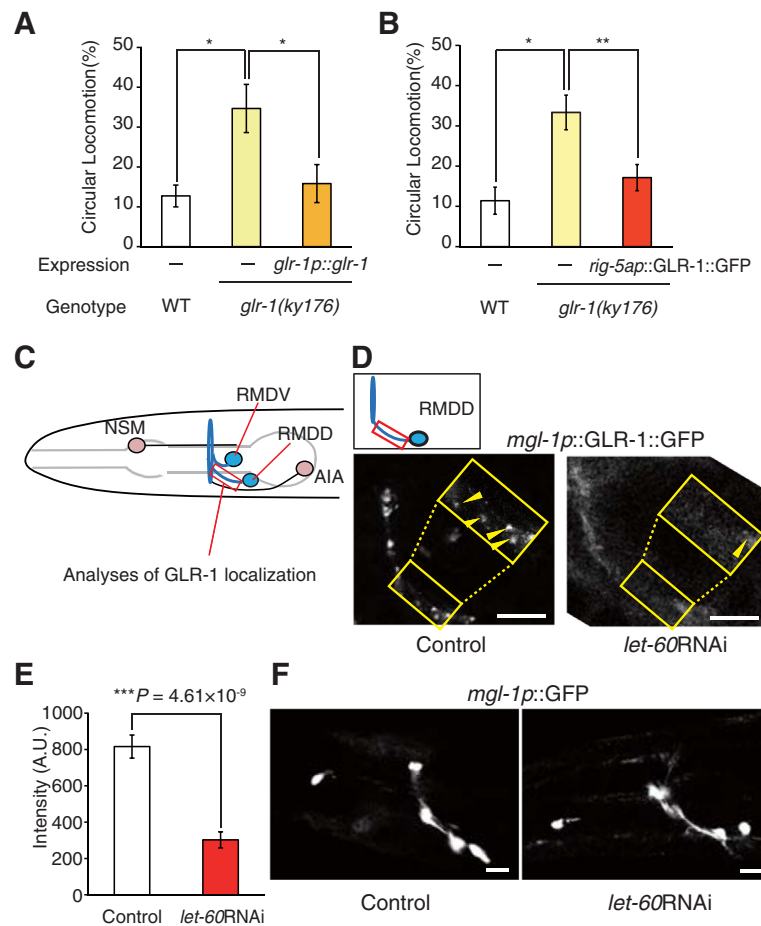 A
Circular Locomotion(%)
50
40
30
20
10
0
*
*
Expression
–
–
glr-1p::glr-1
Genotype
WT
glr-1(ky176)
B
Circular Locomotion(%)
50
40
30
20
10
0
*
**
–
–
rig-5ap::GLR-1::GFP
WT
glr-1(ky176)
C
RMDV
NSM
RMDD
AIA
Analyses of GLR-1 localization
D
RMDD
mgl-1p::GLR-1::GFP
Control
let-60RNAi
E
***P = 4.61×10-9
Intensity (A.U.)
1000
800
600
400
200
0
Control
let-60RNAi
F
mgl-1p::GFP
Control
let-60RNAi